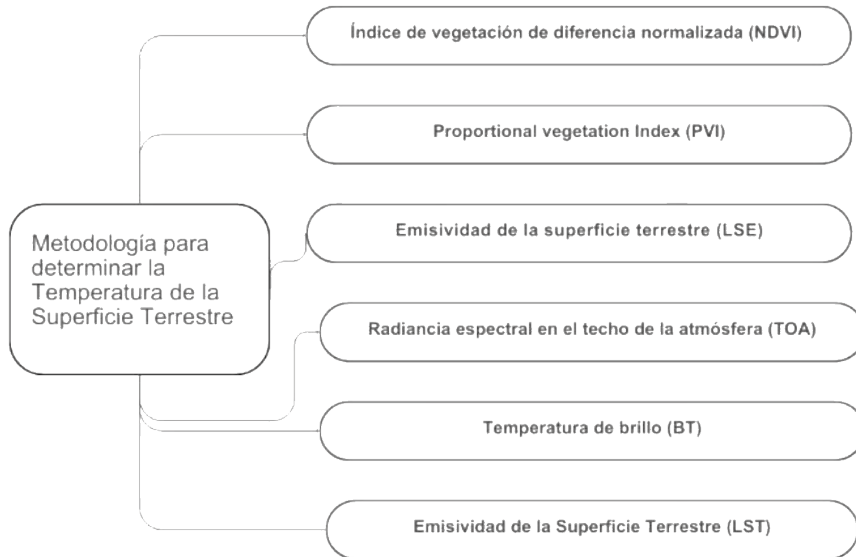 Metodología para
determinar la
Temperatura de la
Superficie Terrestre
Índice de vegetación de diferencia normalizada (NDVI)
Proportional vegetation Index (PVI)
Emisividad de la superficie terrestre (LSE)
Radiancia espectral en el techo de la atmósfera (TOA)
Temperatura de brillo (BT)
Emisividad de la Superficie Terrestre (LST)